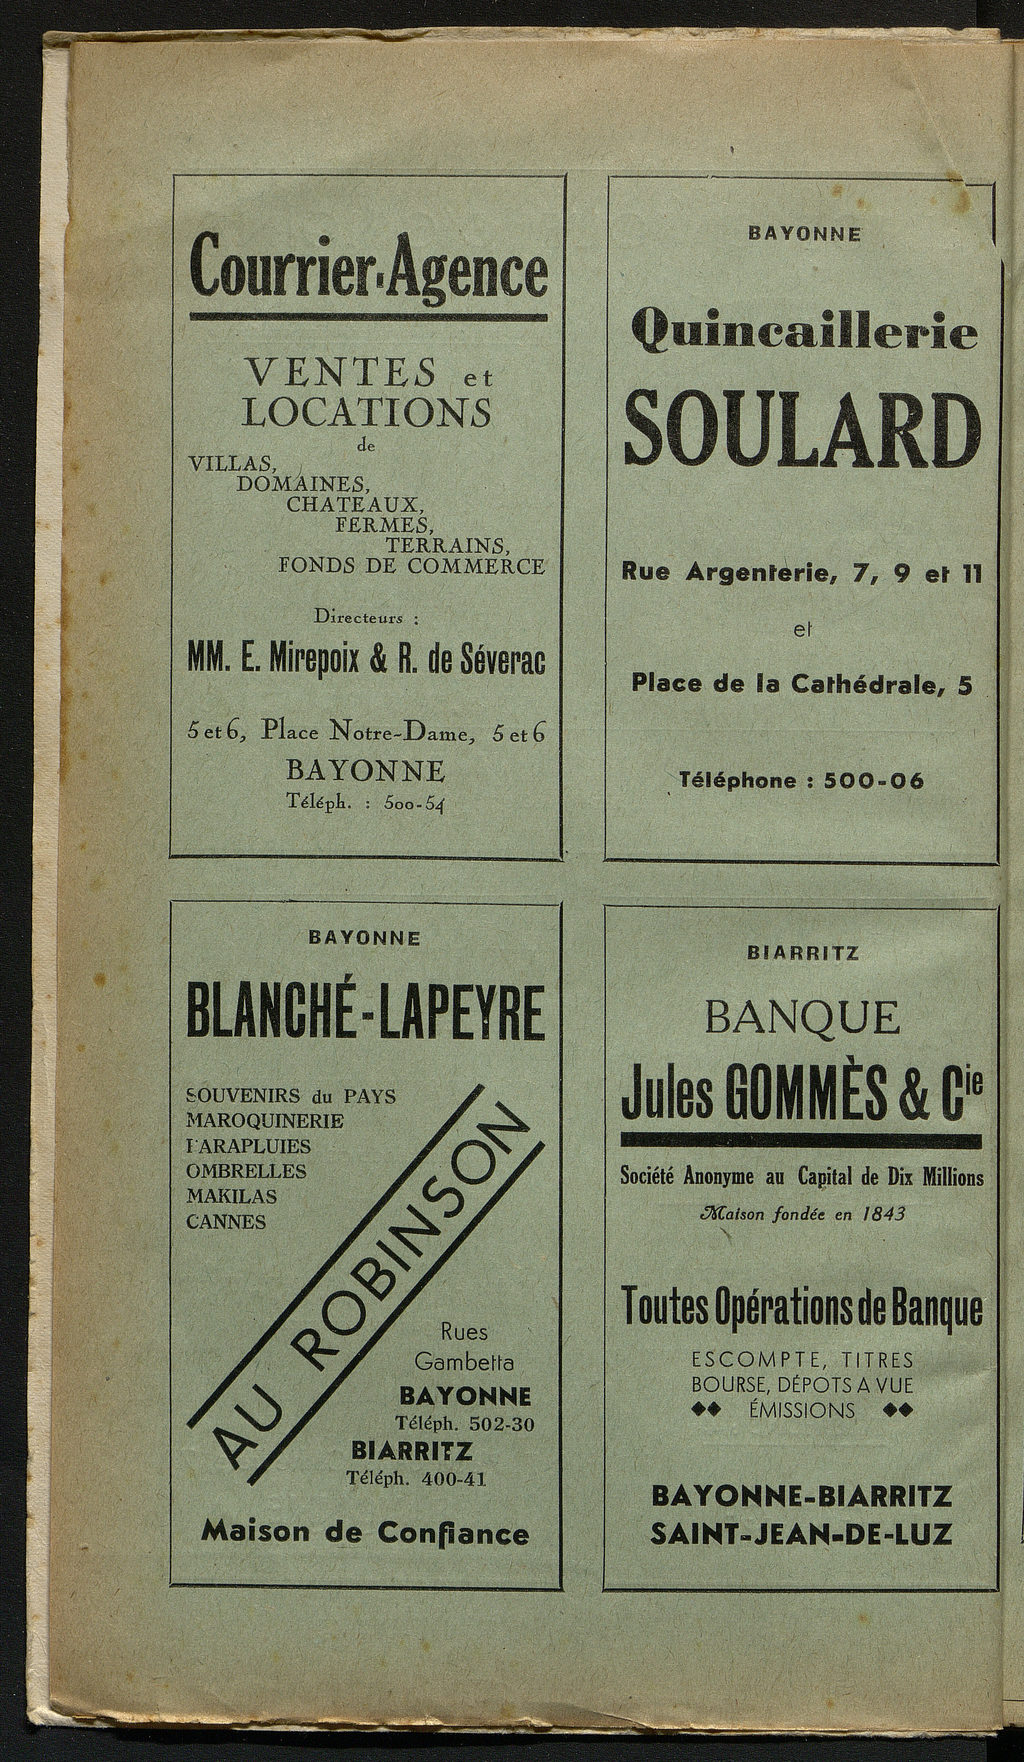 Courrier-Agence
VENTES et
LOCATIONS
de
VILLAS,
DOMAINES,
CHATEAUX,
FERMES,
TERRAINS,
FONDS DE COMMERCE
Directeurs :
MM. E. Mirepoix & R. de Séverac
5 et 6, Place Notre-Dame, 5 et 6
BAYONNE
Téléph. : 500-54
BAYONNE
Quincaillerie
SOULARD
Rue Argenterie, 7, 9 et 11
et
Place de la Cathédrale, 5
Téléphone : 500-06
BAYONNE
BLANCHÉ-LAPEYRE
SOUVENIRS du PAYS
MAROQUINERIE
PARAPLUIES
OMBRELLES
MAKILAS
CANNES
AU ROBINSON
Rues
Gambetta
BAYONNE
Téléph. 502-30
BIARRITZ
Téléph. 400-41
Maison de Confiance
BIARRITZ
BANQUE
Jules GOMMÈS & Cie
Société Anonyme au Capital de Dix Millions
Maison fondée en 1843
Toutes Opérations de Banque
ESCOMPTE, TITRES
BOURSE, DÉPOTS A VUE
◆◆ ÉMISSIONS ◆◆
BAYONNE-BIARRITZ
SAINT-JEAN-DE-LUZ